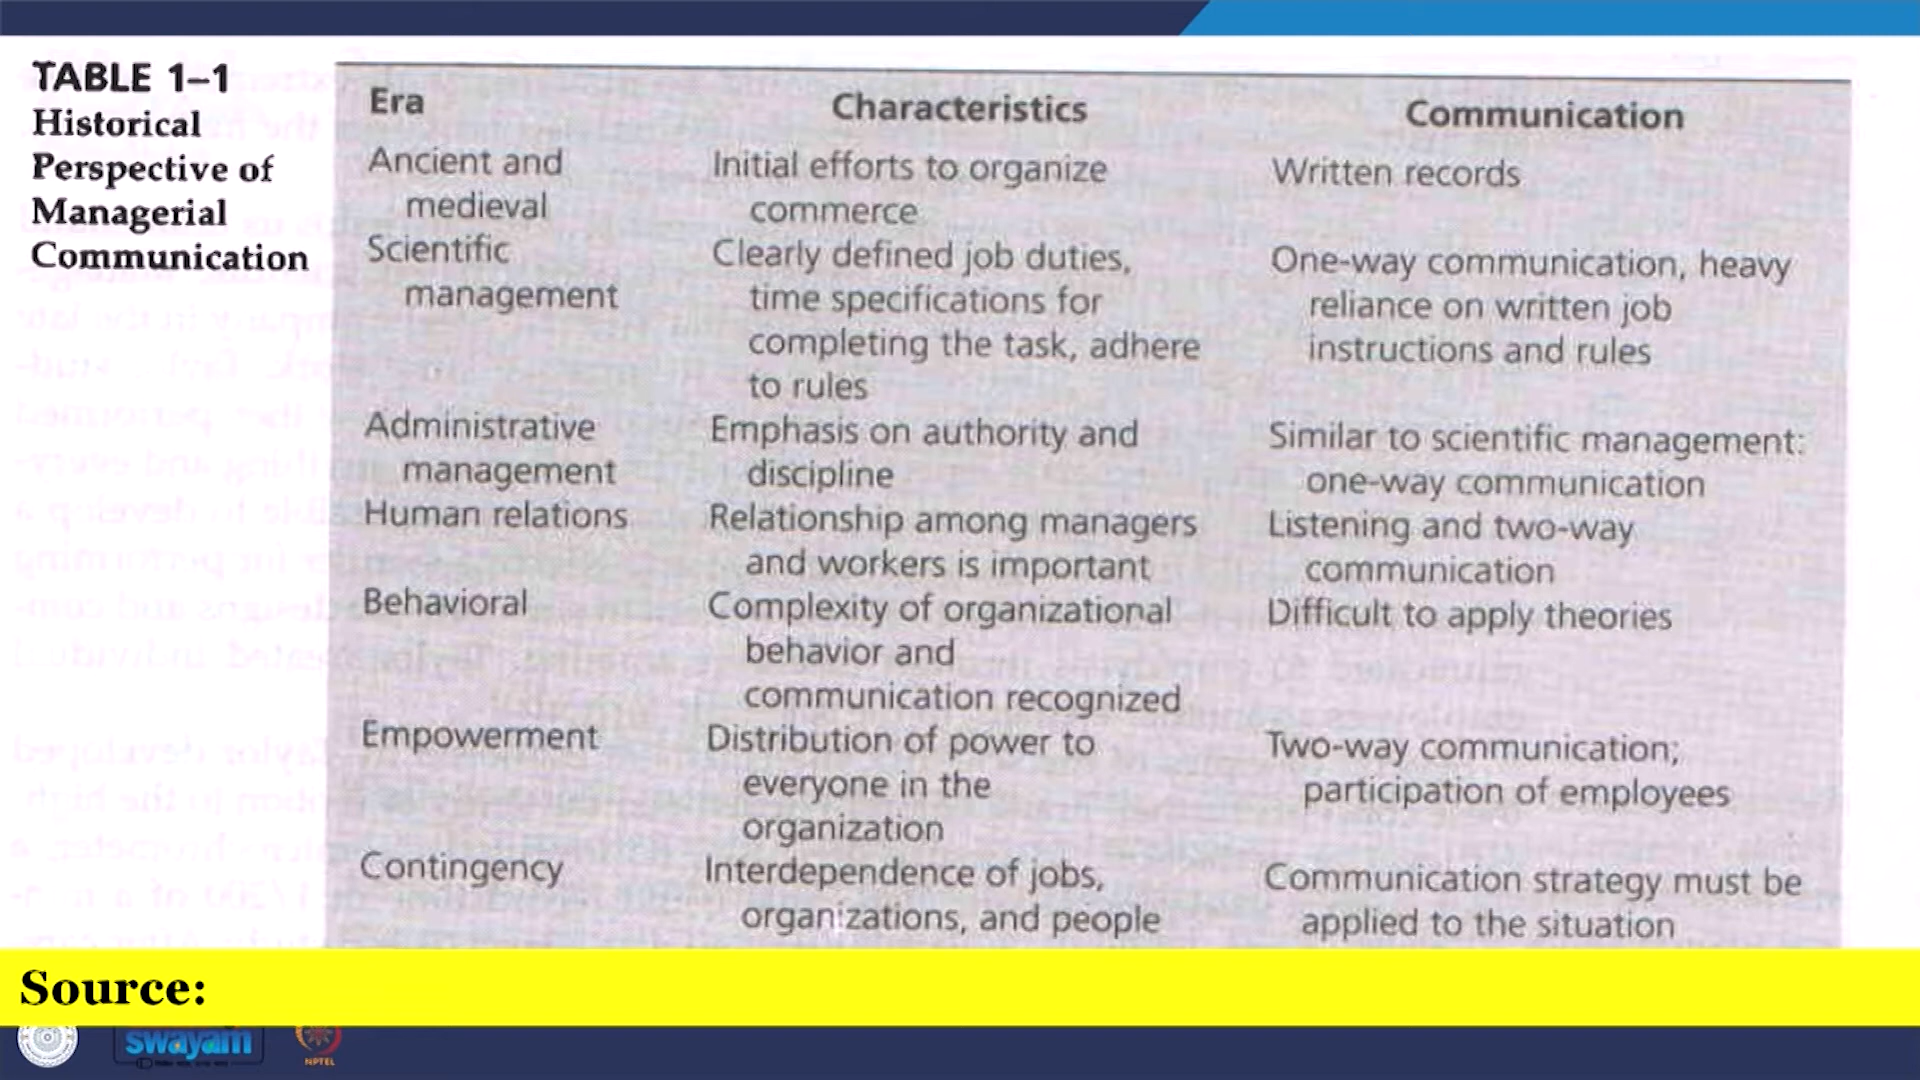 TABLE 1–1
Historical
Perspective of
Managerial
Communication
Era Characteristics Communication
Ancient and Initial efforts to organize Written records
medieval commerce
Scientific Clearly defined job duties, One-way communication, heavy
management time specifications for reliance on written job
completing the task, adhere instructions and rules
to rules
Administrative Emphasis on authority and Similar to scientific management:
management discipline one-way communication
Human relations Relationship among managers Listening and two-way
and workers is important communication
Behavioral Complexity of organizational Difficult to apply theories
behavior and
communication recognized
Empowerment Distribution of power to Two-way communication;
everyone in the participation of employees
organization
Contingency Interdependence of jobs, Communication strategy must be
organizations, and people applied to the situation
Source:
swayam
NPTEL